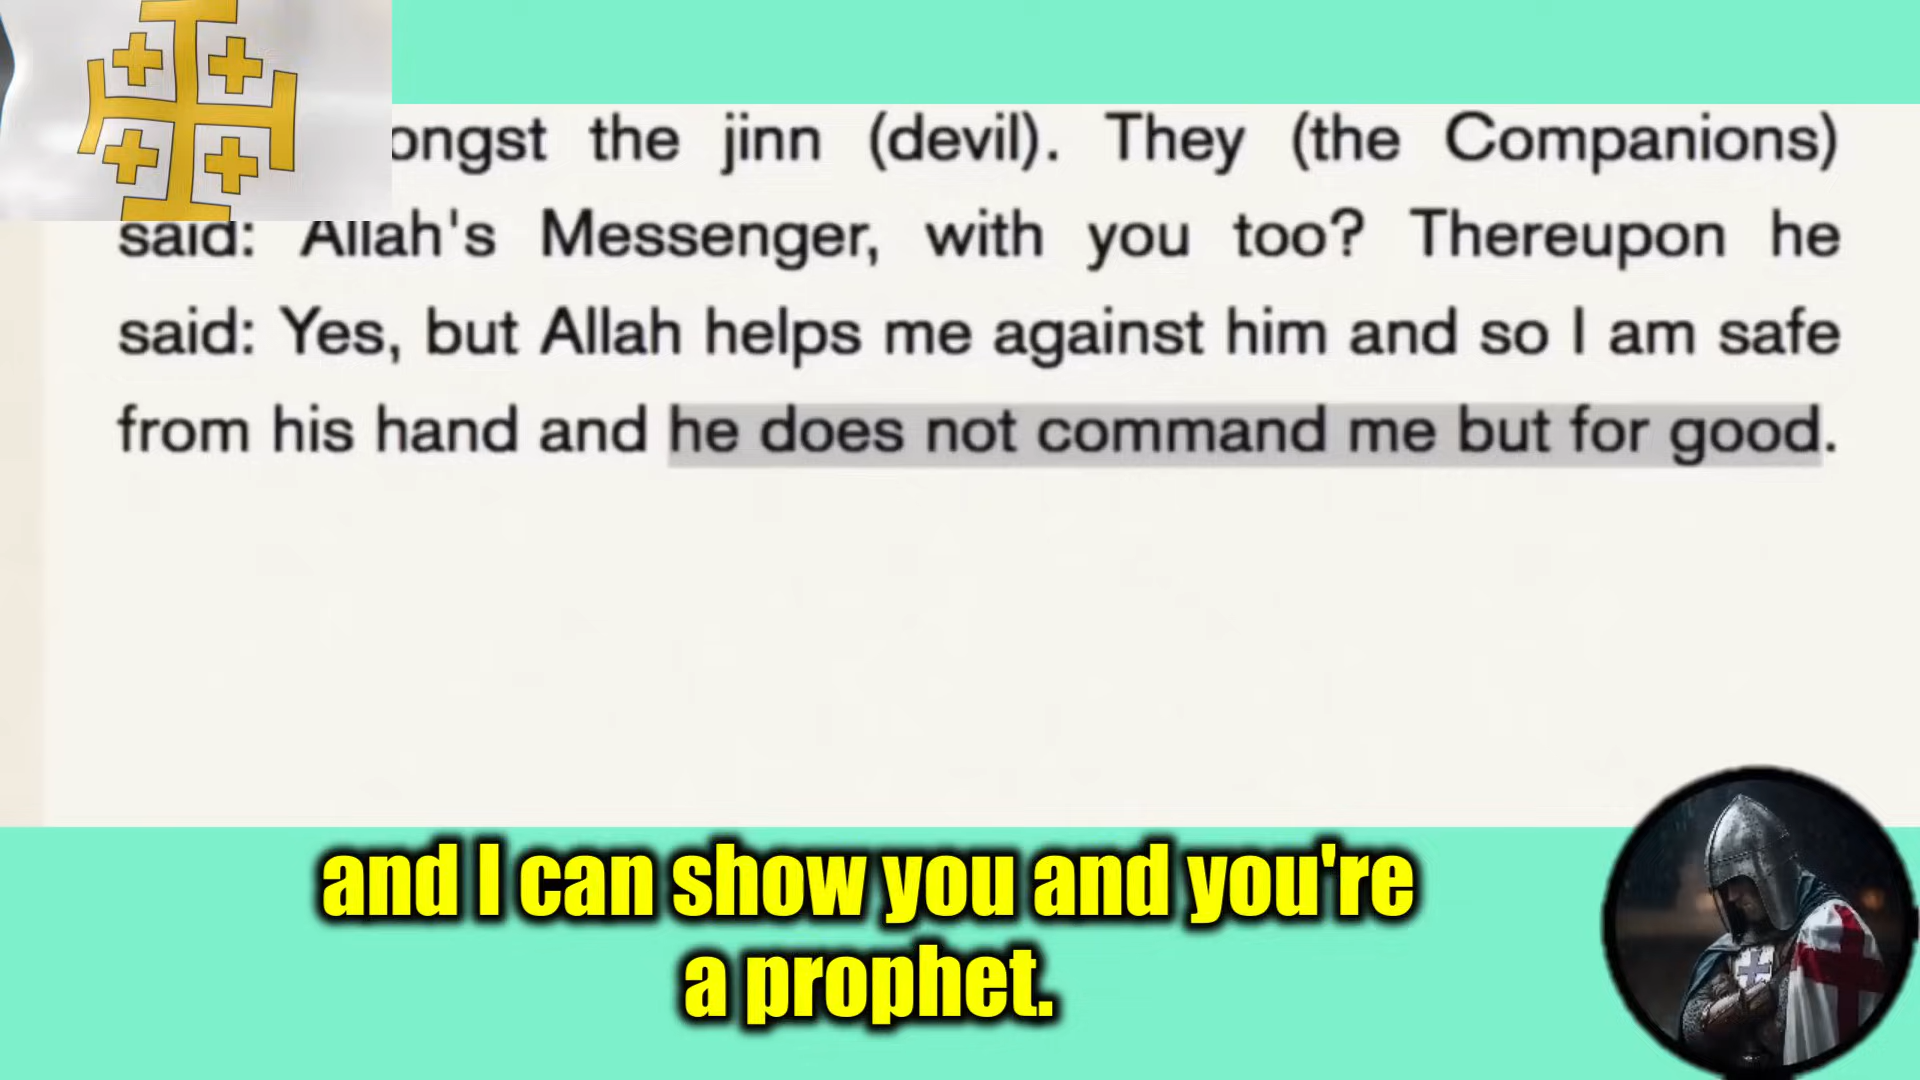 ongst the jinn (devil). They (the Companions)
said: Allah's Messenger, with you too? Thereupon he
said: Yes, but Allah helps me against him and so I am safe
from his hand and he does not command me but for good.
and I can show you and you're
a prophet.